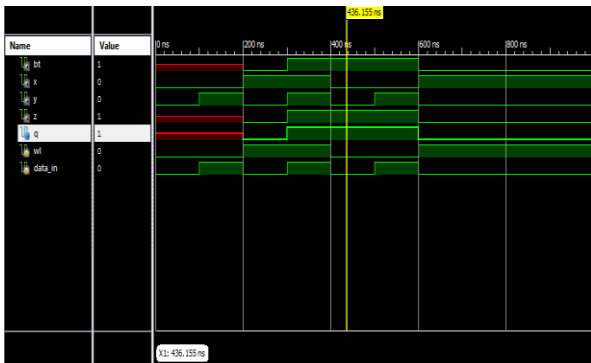 436.155 ns
Name Value 0 ns 200 ns 400 ns 600 ns 800 ns
bt 1
x 0
y 0
z 1
q 1
wl 0
data_in 0
X1: 436.155 ns